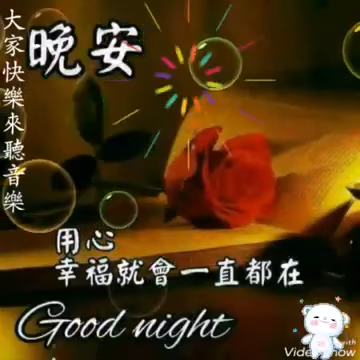 大家快樂來聽音樂
晚安
用心
幸福就會一直都在
Good night
with